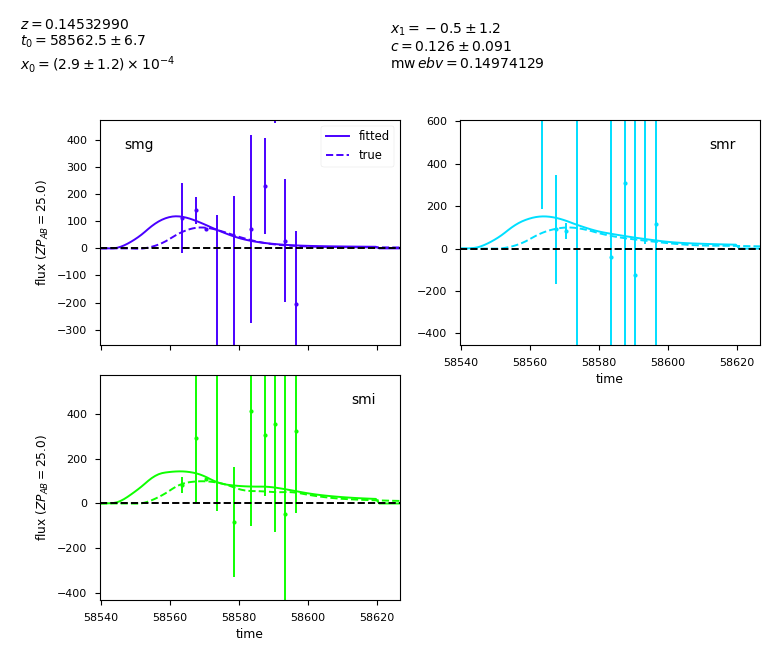 z = 0.14532990
t₀ = 58562.5 ± 6.7
x₀ = (2.9 ± 1.2) × 10⁻⁴
x₁ = −0.5 ± 1.2
c = 0.126 ± 0.091
mw ebv = 0.14974129
smg
fitted
true
400
300
200
100
0
−100
−200
−300
flux (ZP_AB = 25.0)
smr
600
400
200
0
−200
−400
58540 58560 58580 58600 58620
time
smi
400
200
0
−200
−400
flux (ZP_AB = 25.0)
58540 58560 58580 58600 58620
time